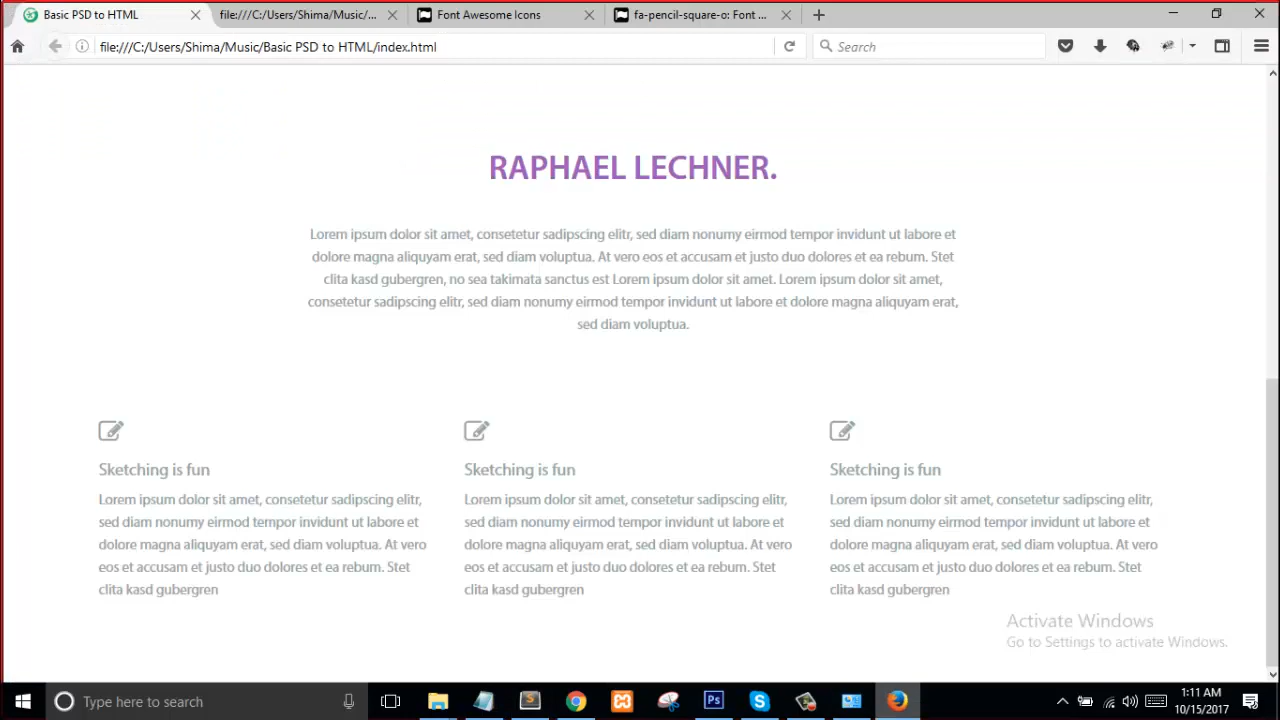 Basic PSD to HTML
file:///C:/Users/Shima/Music/...
Font Awesome Icons
fa-pencil-square-o: Font ...
file:///C:/Users/Shima/Music/Basic PSD to HTML/index.html
Search
RAPHAEL LECHNER.
Lorem ipsum dolor sit amet, consetetur sadipscing elitr, sed diam nonumy eirmod tempor invidunt ut labore et
dolore magna aliquyam erat, sed diam voluptua. At vero eos et accusam et justo duo dolores et ea rebum. Stet
clita kasd gubergren, no sea takimata sanctus est Lorem ipsum dolor sit amet. Lorem ipsum dolor sit amet,
consetetur sadipscing elitr, sed diam nonumy eirmod tempor invidunt ut labore et dolore magna aliquyam erat,
sed diam voluptua.
Sketching is fun
Lorem ipsum dolor sit amet, consetetur sadipscing elitr,
sed diam nonumy eirmod tempor invidunt ut labore et
dolore magna aliquyam erat, sed diam voluptua. At vero
eos et accusam et justo duo dolores et ea rebum. Stet
clita kasd gubergren
Sketching is fun
Lorem ipsum dolor sit amet, consetetur sadipscing elitr,
sed diam nonumy eirmod tempor invidunt ut labore et
dolore magna aliquyam erat, sed diam voluptua. At vero
eos et accusam et justo duo dolores et ea rebum. Stet
clita kasd gubergren
Sketching is fun
Lorem ipsum dolor sit amet, consetetur sadipscing elitr,
sed diam nonumy eirmod tempor invidunt ut labore et
dolore magna aliquyam erat, sed diam voluptua. At vero
eos et accusam et justo duo dolores et ea rebum. Stet
clita kasd gubergren
Activate Windows
Go to Settings to activate Windows.
Type here to search
Ps
1:11 AM
10/15/2017